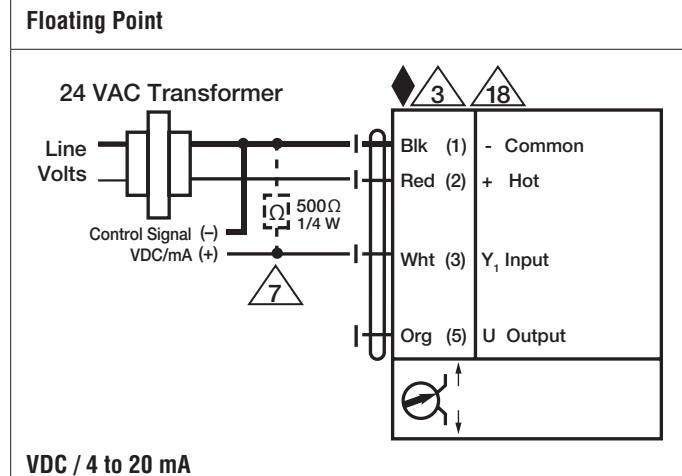 Floating Point
24 VAC Transformer
3
18
Line
Volts
Blk (1) - Common
Red (2) + Hot
Ω
500Ω
1/4 W
Control Signal (–)
VDC/mA (+)
Wht (3) Y1 Input
7
Org (5) U Output
VDC / 4 to 20 mA